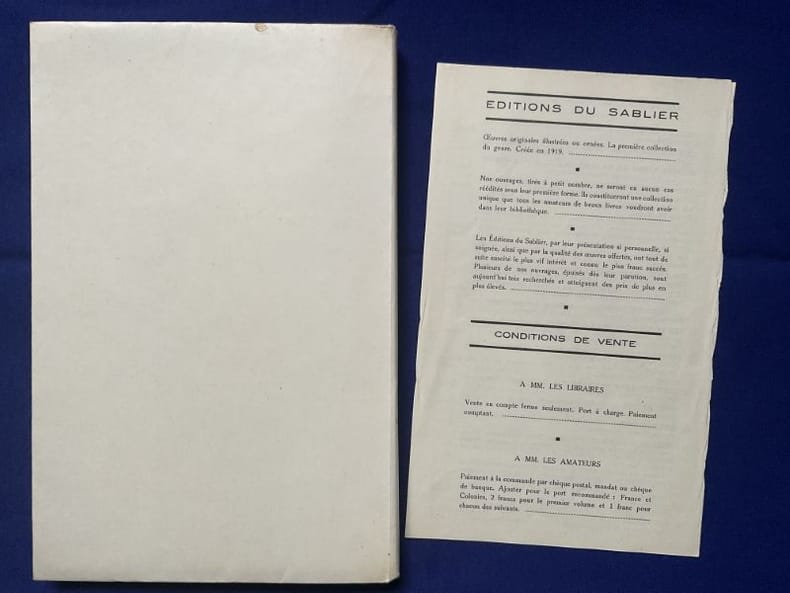 EDITIONS DU SABLIER
Œuvres originales illustrées ou ornées. La première collection
du genre. Créée en 1919.
Nos ouvrages, tirés à petit nombre, ne seront en aucun cas
réédités sous leur première forme. Ils constitueront une collection
unique que tous les amateurs de beaux livres voudront avoir
dans leur bibliothèque.
Les Éditions du Sablier, par leur présentation si personnelle, si
soignée, ainsi que par la qualité des œuvres offertes, ont tout de
suite suscité le plus vif intérêt et connu le plus franc succès.
Plusieurs de nos ouvrages, épuisés dès leur parution, sont
aujourd'hui très recherchés et atteignent des prix de plus en
plus élevés.
CONDITIONS DE VENTE
A MM. LES LIBRAIRES
Vente en compte ferme seulement. Port à charge. Paiement
comptant.
A MM. LES AMATEURS
Paiement à la commande par chèque postal, mandat ou chèque
de banque. Ajouter pour le port recommandé : France et
Colonies, 2 francs pour le premier volume et 1 franc pour
chacun des suivants.